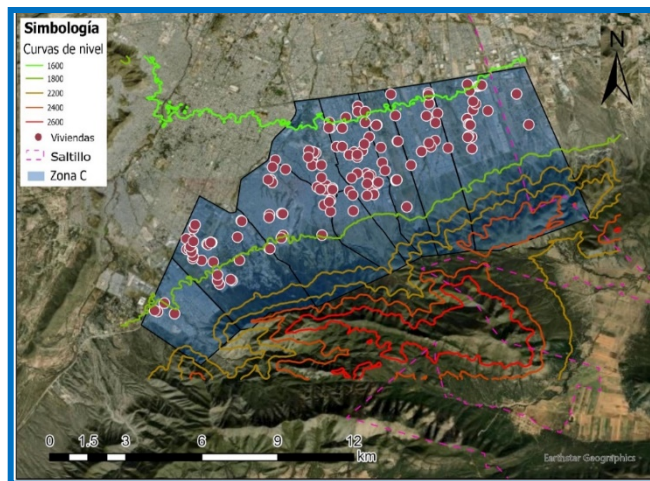 Simbología
Curvas de nivel
1600
1800
2200
2400
2600
Viviendas
Saltillo
Zona C
N
0 1.5 3 6 9 12
km
Earthstar Geographics